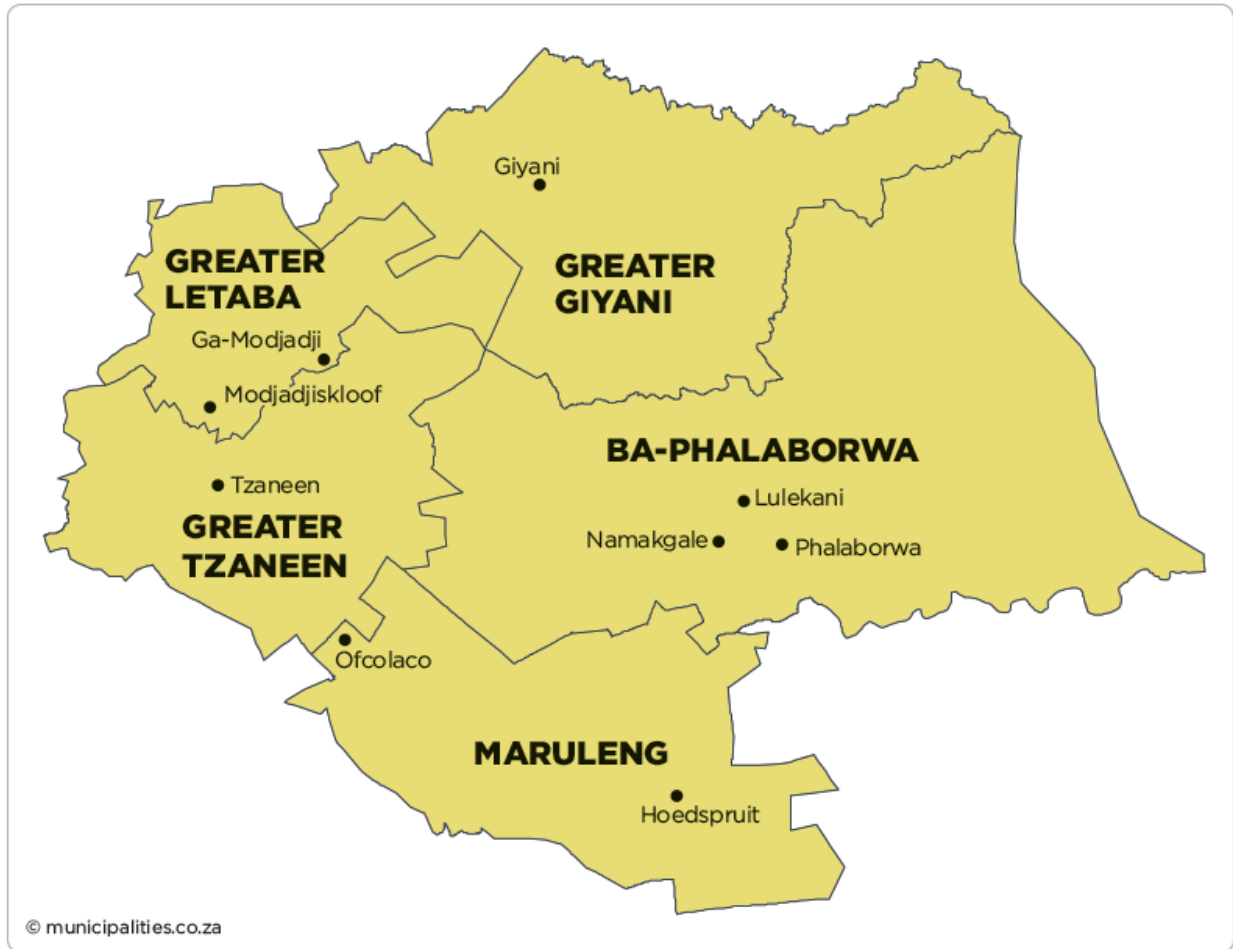 Giyani
GREATER
LETABA
GREATER
GIYANI
Ga-Modjadji
Modjadjiskloof
BA-PHALABORWA
Tzaneen
Lulekani
GREATER
TZANEEN
Namakgale
Phalaborwa
Ofcolaco
MARULENG
Hoedspruit
© municipalities.co.za